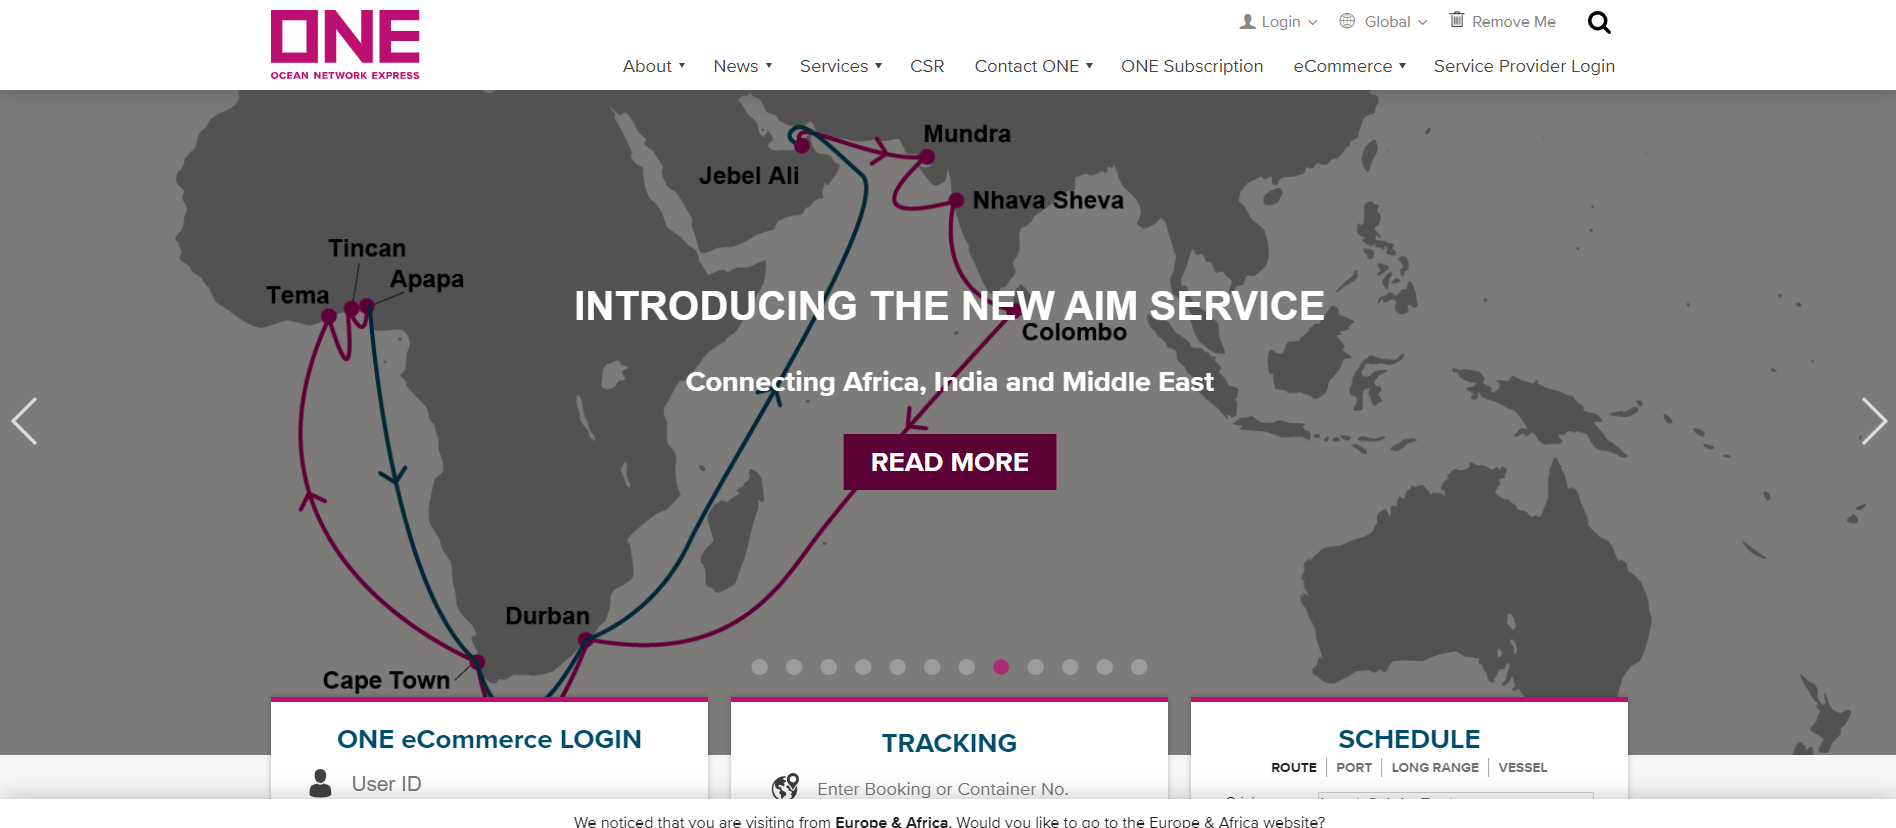 ONE
OCEAN NETWORK EXPRESS
Login
Global
Remove Me
About
News
Services
CSR
Contact ONE
ONE Subscription
eCommerce
Service Provider Login
Mundra
Jebel Ali
Nhava Sheva
Tincan
Apapa
Tema
INTRODUCING THE NEW AIM SERVICE
Colombo
Connecting Africa, India and Middle East
READ MORE
Durban
Cape Town
ONE eCommerce LOGIN
User ID
TRACKING
Enter Booking or Container No.
SCHEDULE
ROUTE | PORT | LONG RANGE | VESSEL
We noticed that you are visiting from Europe & Africa. Would you like to go to the Europe & Africa website?